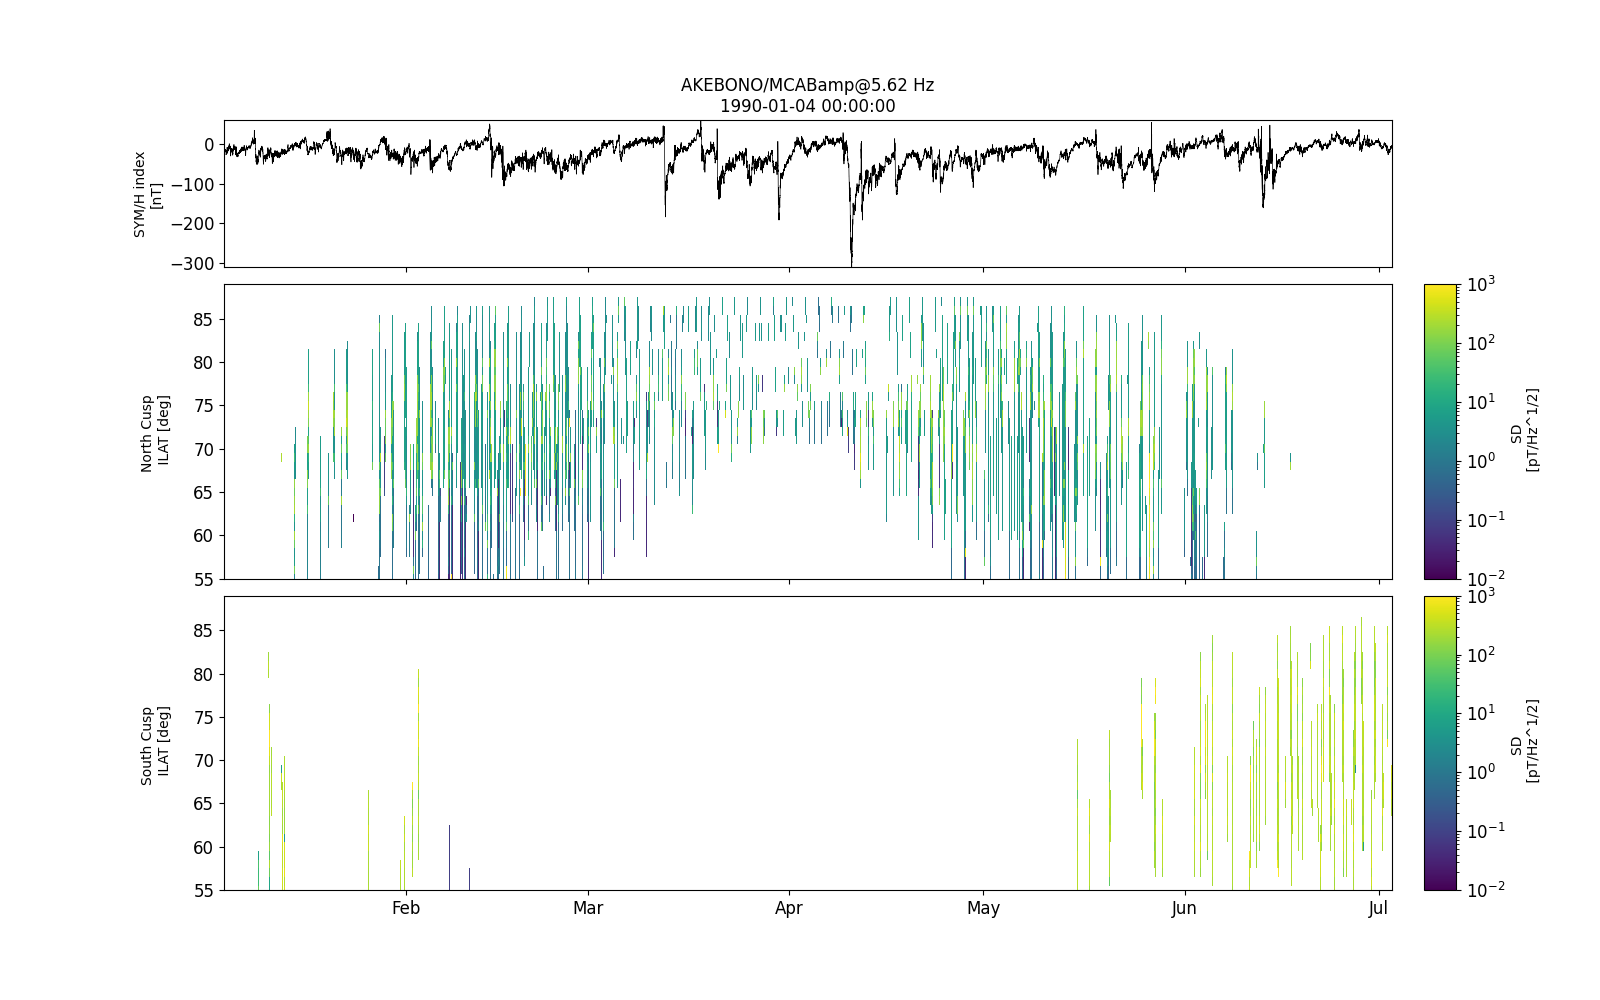 AKEBONO/MCABamp@5.62 Hz
1990-01-04 00:00:00
SYM/H index
[nT]
0
−100
−200
−300
North Cusp
ILAT [deg]
85
80
75
70
65
60
55
10^3
10^2
10^1
10^0
10^−1
10^−2
SD
[pT/Hz^1/2]
South Cusp
ILAT [deg]
85
80
75
70
65
60
55
10^3
10^2
10^1
10^0
10^−1
10^−2
SD
[pT/Hz^1/2]
Feb Mar Apr May Jun Jul